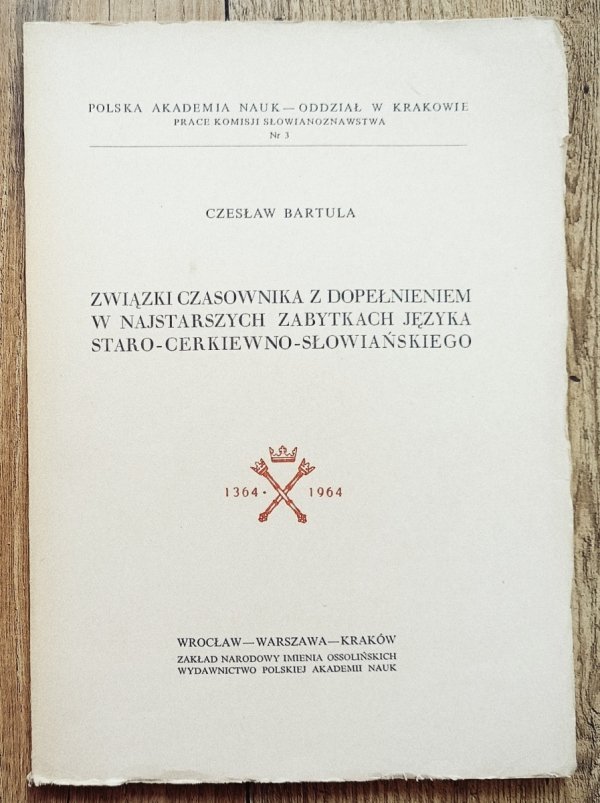 POLSKA AKADEMIA NAUK — ODDZIAŁ W KRAKOWIE
PRACE KOMISJI SŁOWIANOZNAWSTWA
Nr 3
CZESŁAW BARTULA
ZWIĄZKI CZASOWNIKA Z DOPEŁNIENIEM
W NAJSTARSZYCH ZABYTKACH JĘZYKA
STARO-CERKIEWNO-SŁOWIAŃSKIEGO
1364 · 1964
WROCŁAW — WARSZAWA — KRAKÓW
ZAKŁAD NARODOWY IMIENIA OSSOLIŃSKICH
WYDAWNICTWO POLSKIEJ AKADEMII NAUK